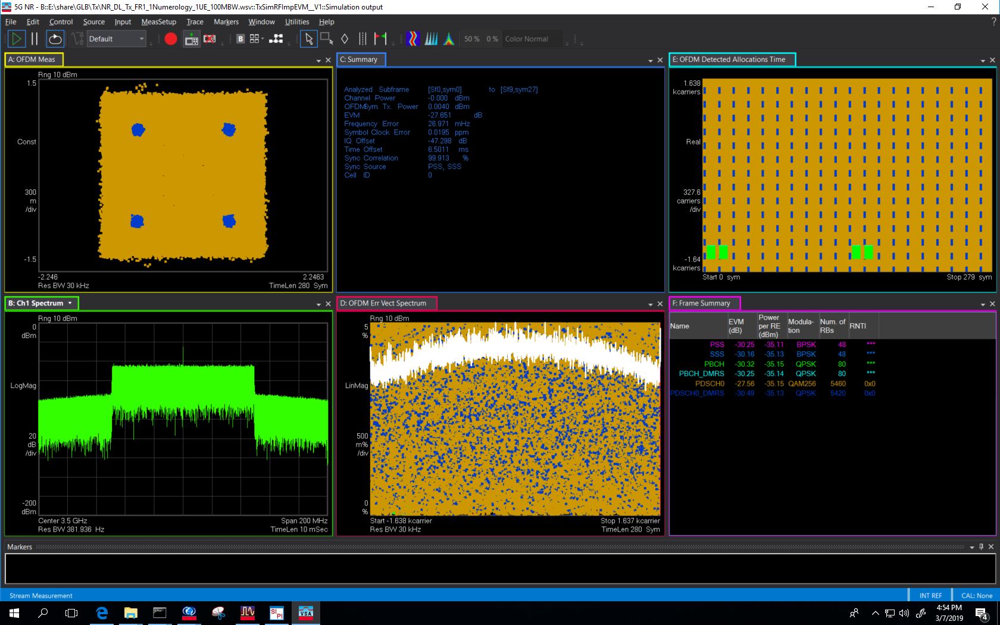 5G NR - B::E:\share\GLB\Tx\NR_DL_Tx_FR1_1Numerology_1UE_100MBW.wsv::TxSimRFImpEVM__V1::Simulation output
File Edit Control Source Input MeasSetup Trace Markers Window Utilities Help ?
Default B 50 % 0 % Color Normal
A: OFDM Meas
Rng 10 dBm
1.5
Const
300
m
/div
-1.5
-2.246 2.2463
Res BW 30 kHz TimeLen 280 Sym
C: Summary
Analyzed Subframe [Sf0,sym0] to [Sf9,sym27]
Channel Power -0.000 dBm
OFDMSym. Tx. Power 0.0040 dBm
EVM -27.651 dB
Frequency Error 26.971 mHz
Symbol Clock Error 0.0195 ppm
IQ Offset -47.298 dB
Time Offset 6.5011 ms
Sync Correlation 99.913 %
Sync Source PSS, SSS
Cell ID 0
E: OFDM Detected Allocations Time
1.638
kcarriers
Real
327.6
carriers
/div
-1.64
kcarriers
Start 0 sym Stop 279 sym
B: Ch1 Spectrum
Rng 10 dBm
0
dBm
LogMag
20
dB
/div
-200
dBm
Center 3.5 GHz Span 200 MHz
Res BW 381.936 Hz TimeLen 10 mSec
D: OFDM Err Vect Spectrum
Rng 10 dBm
5
%
LinMag
500
m%
/div
0
%
Start -1.638 kcarrier Stop 1.637 kcarrier
Res BW 30 kHz TimeLen 280 Sym
F: Frame Summary
Name EVM (dB) Power per RE (dBm) Modula-tion Num. of RBs RNTI
PSS -30.25 -35.11 BPSK 48 ***
SSS -30.16 -35.13 BPSK 48 ***
PBCH -30.32 -35.15 QPSK 80 ***
PBCH_DMRS -30.25 -35.14 QPSK 80 ***
PDSCH0 -27.56 -35.15 QAM256 5460 0x0
PDSCH0_DMRS -30.49 -35.13 QPSK 5420 0x0
Markers
Stream Measurement INT REF CAL: None
SI PI
VSA
4:54 PM
3/7/2019
4